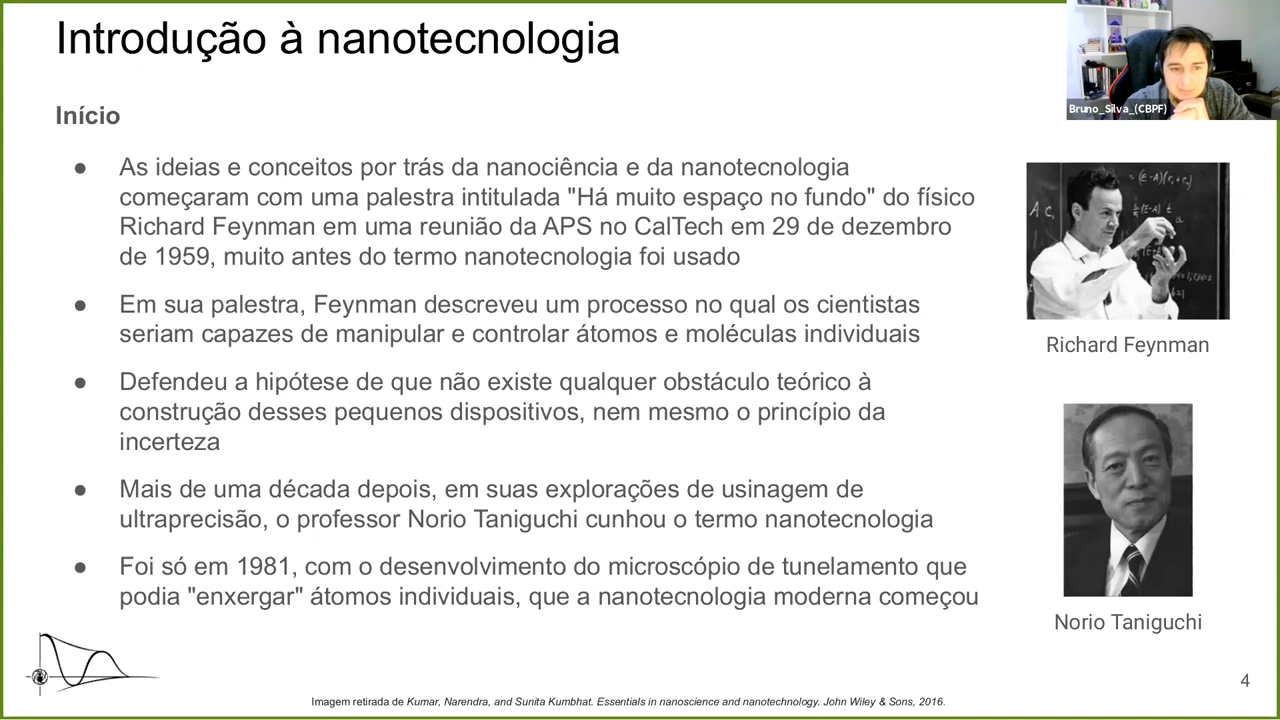 Introdução à nanotecnologia
Bruno_Silva_(CBPF)
Início
● As ideias e conceitos por trás da nanociência e da nanotecnologia
começaram com uma palestra intitulada "Há muito espaço no fundo" do físico
Richard Feynman em uma reunião da APS no CalTech em 29 de dezembro
de 1959, muito antes do termo nanotecnologia foi usado
● Em sua palestra, Feynman descreveu um processo no qual os cientistas
seriam capazes de manipular e controlar átomos e moléculas individuais
● Defendeu a hipótese de que não existe qualquer obstáculo teórico à
construção desses pequenos dispositivos, nem mesmo o princípio da
incerteza
● Mais de uma década depois, em suas explorações de usinagem de
ultraprecisão, o professor Norio Taniguchi cunhou o termo nanotecnologia
● Foi só em 1981, com o desenvolvimento do microscópio de tunelamento que
podia "enxergar" átomos individuais, que a nanotecnologia moderna começou
Richard Feynman
Norio Taniguchi
4
Imagem retirada de Kumar, Narendra, and Sunita Kumbhat. Essentials in nanoscience and nanotechnology. John Wiley & Sons, 2016.